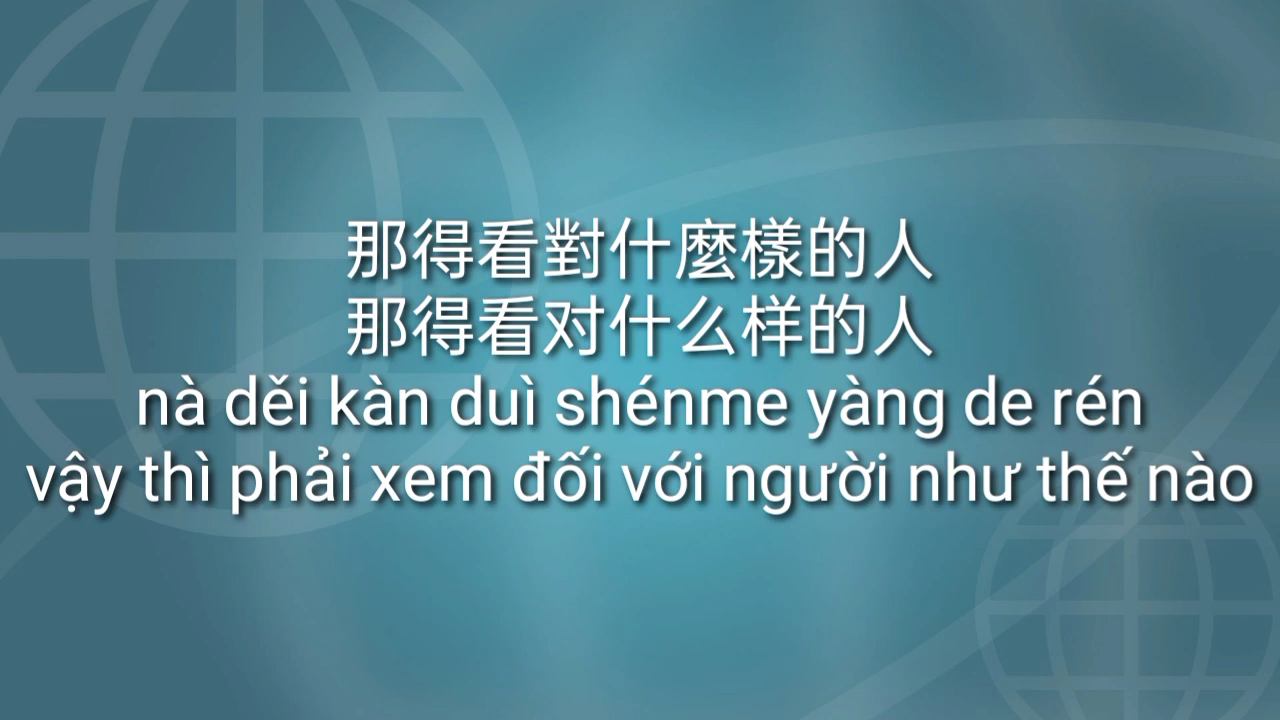 那得看對什麼樣的人
那得看对什么样的人
nà děi kàn duì shénme yàng de rén
vậy thì phải xem đối với người như thế nào